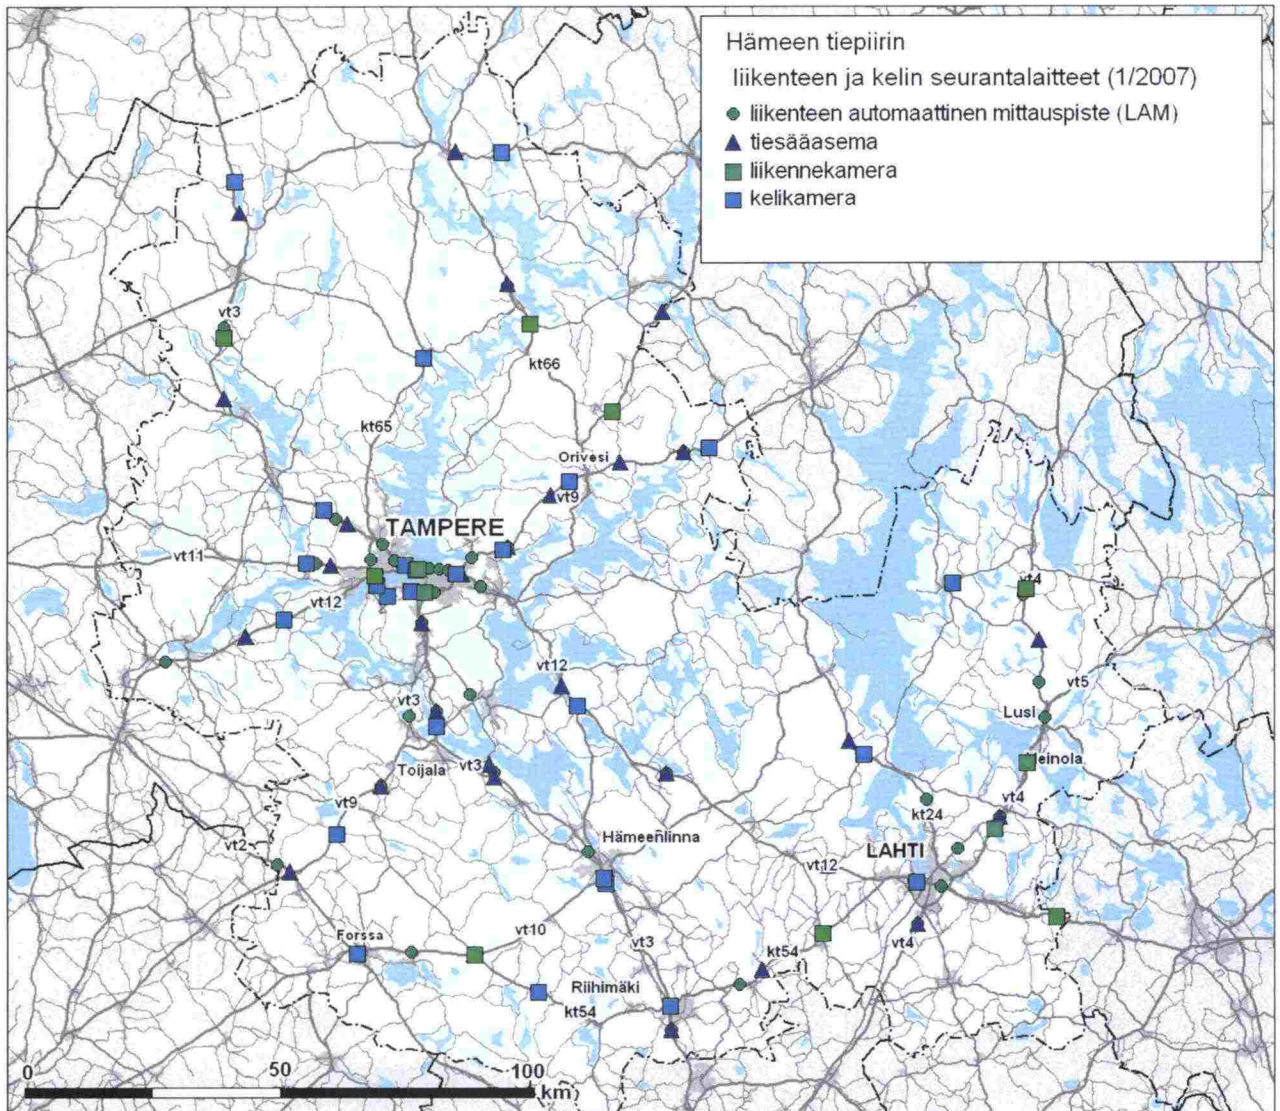 Hämeen tiepiirin
liikenteen ja kelin seurantalaitteet (1/2007)
liikenteen automaattinen mittauspiste (LAM)
tiesääasema
liikennekamera
kelikamera
vt3
kt66
kt65
Orivesi
vt9
TAMPERE
vt11
vt4
vt12
vt12
vt5
vt3
Lusi
Heinola
Toijala
vt3
vt9
vt4
kt24
Hämeenlinna
vt2
LAHTI
vt12
Forssa
vt10
vt3
vt4
kt54
Riihimäki
kt54
0 50 100
km